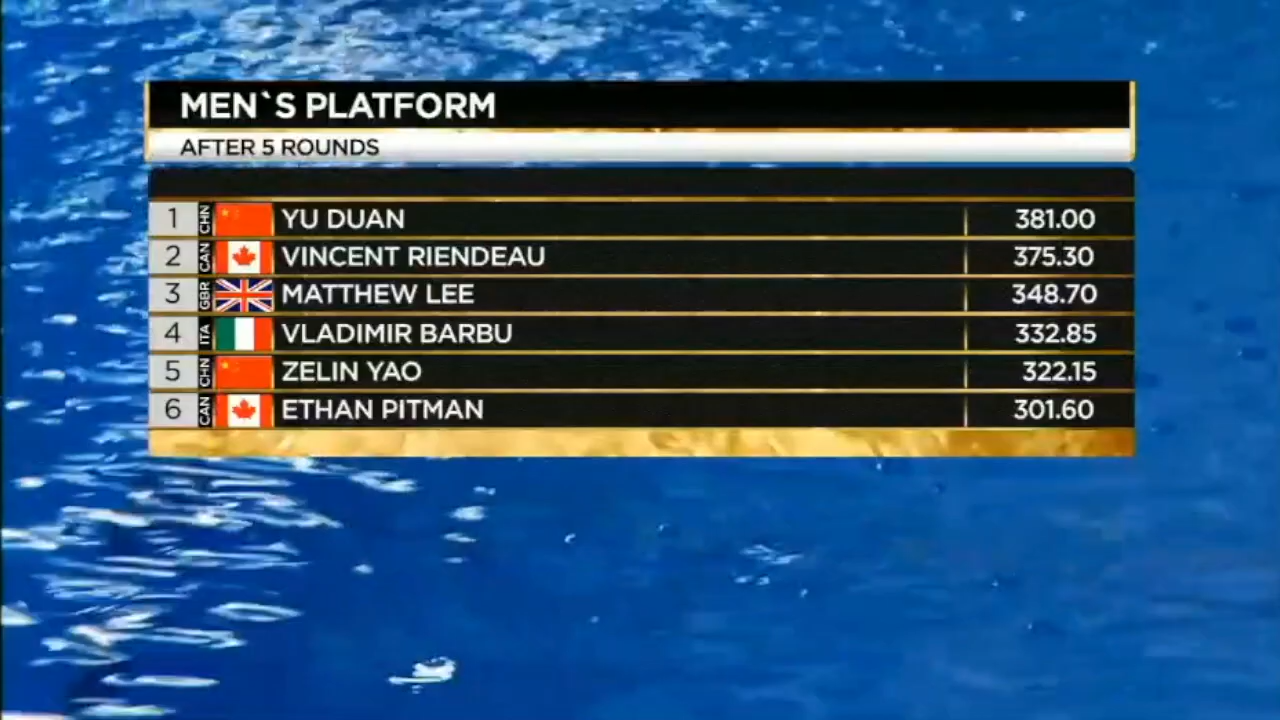 MEN`S PLATFORM
AFTER 5 ROUNDS
1 CHN YU DUAN 381.00
2 CAN VINCENT RIENDEAU 375.30
3 GBR MATTHEW LEE 348.70
4 ITA VLADIMIR BARBU 332.85
5 CHN ZELIN YAO 322.15
6 CAN ETHAN PITMAN 301.60